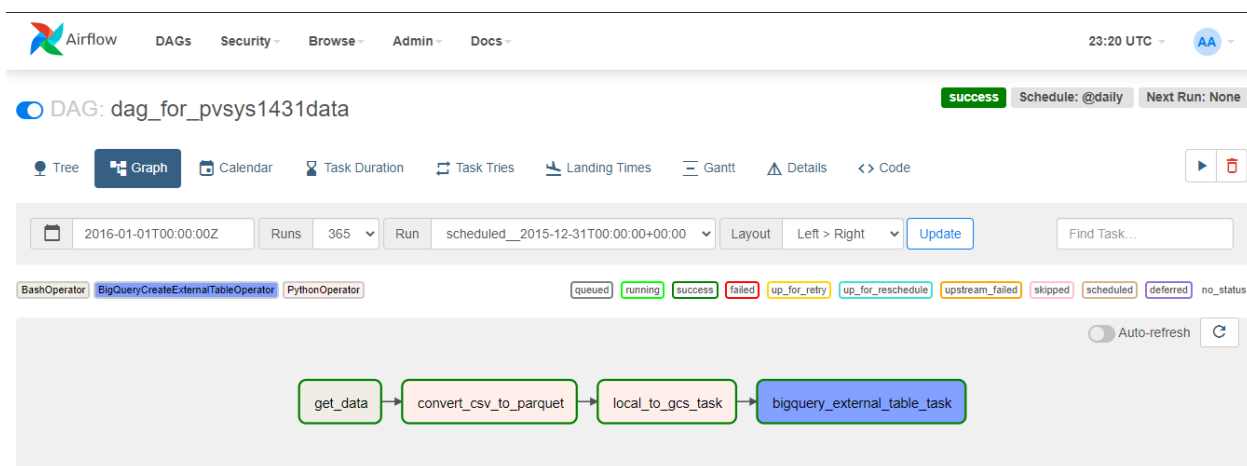 Airflow DAGs Security Browse Admin Docs 23:20 UTC AA
DAG: dag_for_pvsys1431data success Schedule: @daily Next Run: None
Tree Graph Calendar Task Duration Task Tries Landing Times Gantt Details <> Code
2016-01-01T00:00:00Z Runs 365 Run scheduled__2015-12-31T00:00:00+00:00 Layout Left > Right Update Find Task...
BashOperator BigQueryCreateExternalTableOperator PythonOperator queued running success failed up_for_retry up_for_reschedule upstream_failed skipped scheduled deferred no_status
Auto-refresh
get_data convert_csv_to_parquet local_to_gcs_task bigquery_external_table_task